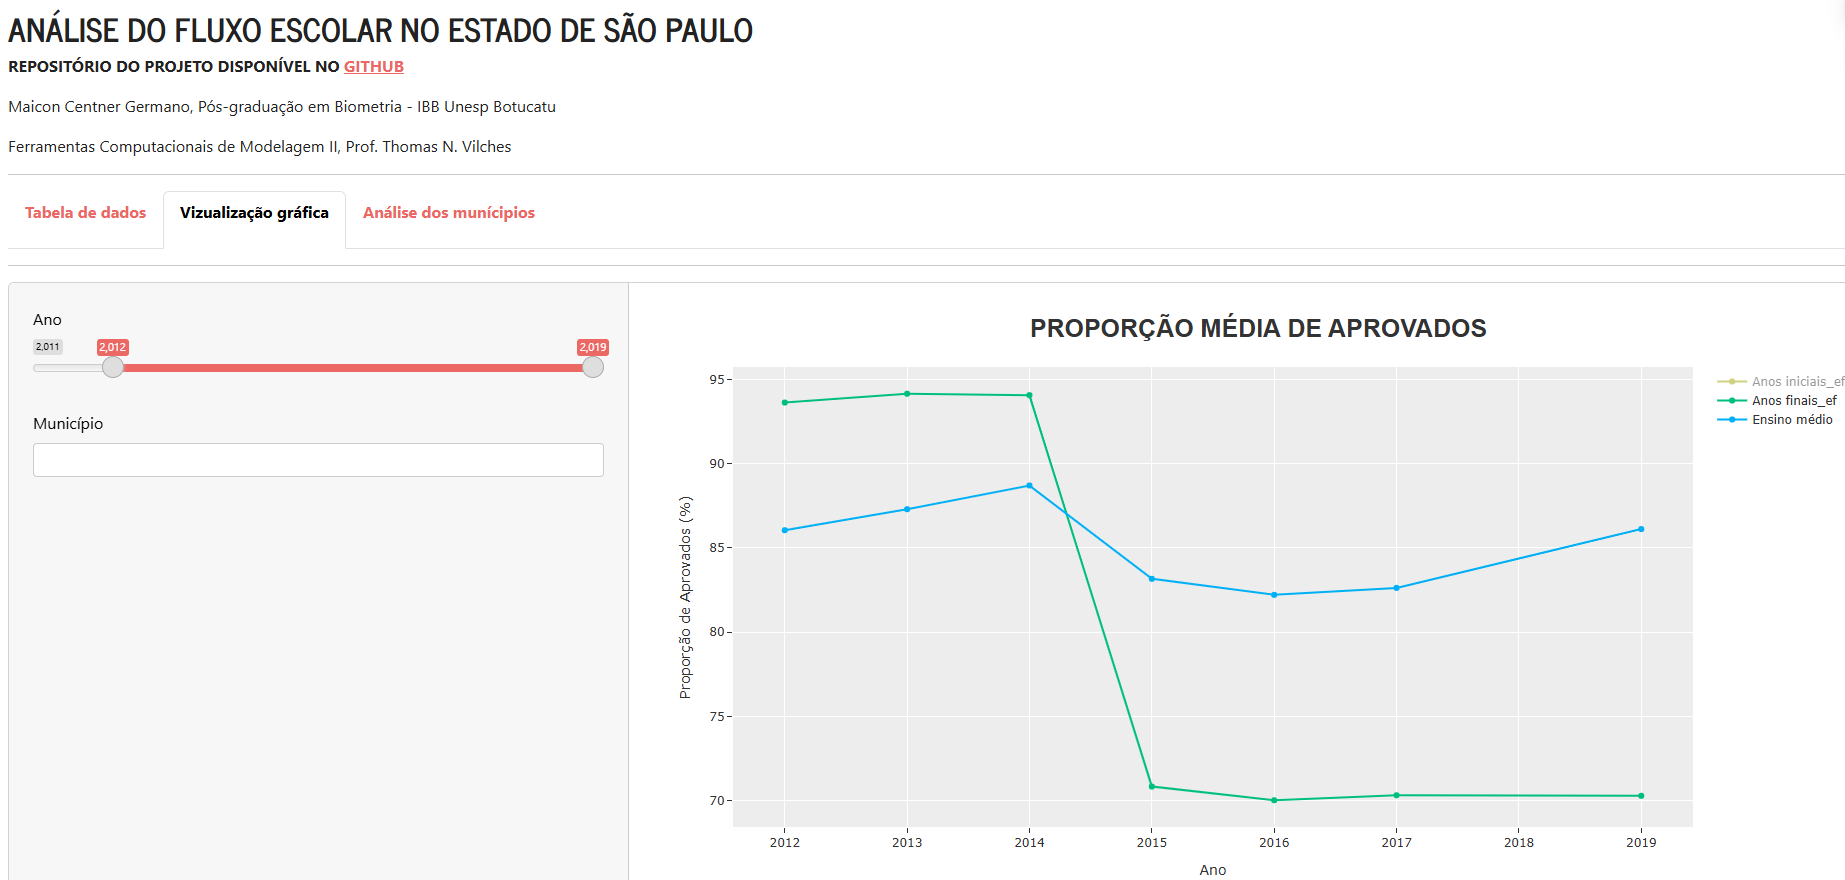 ANÁLISE DO FLUXO ESCOLAR NO ESTADO DE SÃO PAULO
REPOSITÓRIO DO PROJETO DISPONÍVEL NO GITHUB
Maicon Centner Germano, Pós-graduação em Biometria - IBB Unesp Botucatu
Ferramentas Computacionais de Modelagem II, Prof. Thomas N. Vilches
Tabela de dados
Vizualização gráfica
Análise dos munícipios
Ano
2,011
2,012
2,019
Município
PROPORÇÃO MÉDIA DE APROVADOS
95
90
85
80
75
70
Proporção de Aprovados (%)
2012
2013
2014
2015
2016
2017
2018
2019
Ano
Anos iniciais_ef
Anos finais_ef
Ensino médio